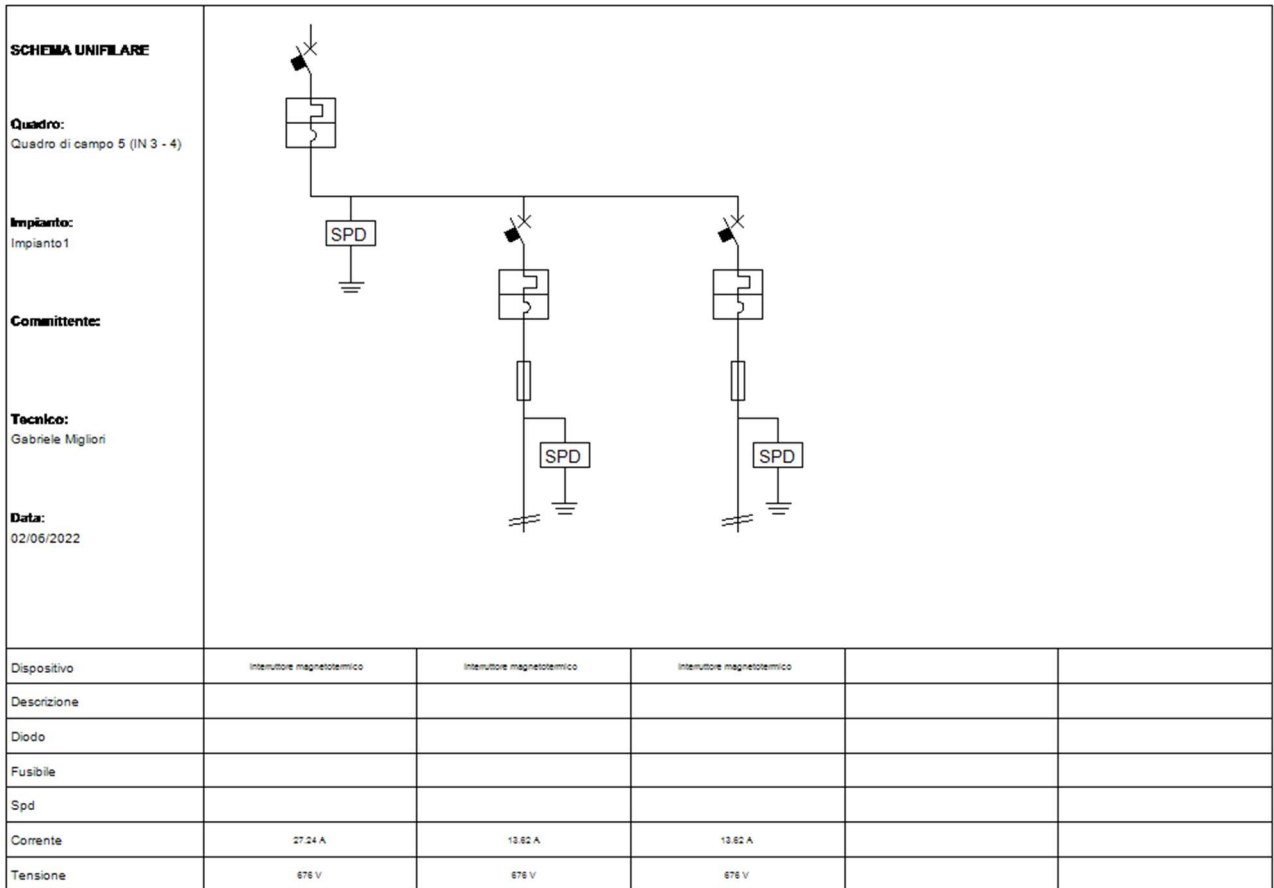 SCHEMA UNIFILARE
Quadro:
Quadro di campo 5 (IN 3 - 4)
Impianto:
Impianto1
Committente:
Tecnico:
Gabriele Migliori
Data:
02/06/2022
SPD
SPD
SPD
Dispositivo Interruttore magnetotermico Interruttore magnetotermico Interruttore magnetotermico
Descrizione
Diodo
Fusibile
Spd
Corrente 27.24 A 13.62 A 13.62 A
Tensione 676 V 676 V 676 V